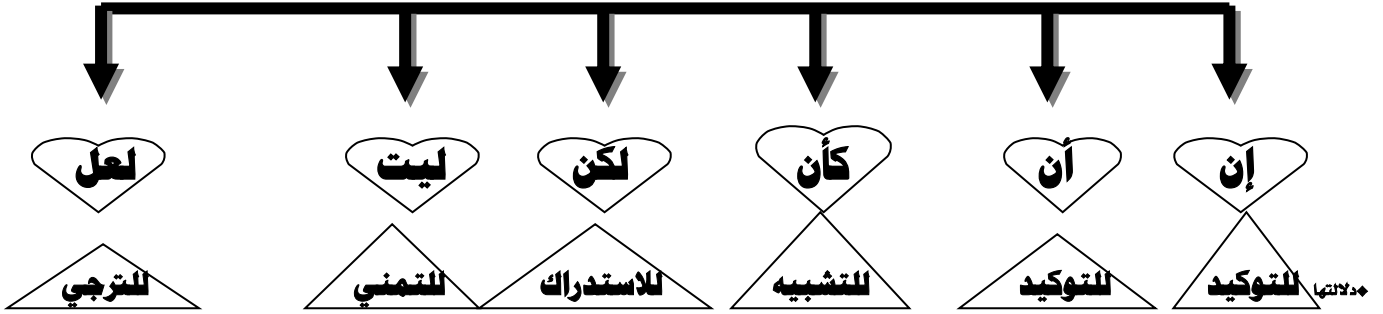 إن أن كأن لكن ليت لعل
◆دلالتها للتوكيد للتوكيد للتشبيه للاستدراك للتمني للترجي